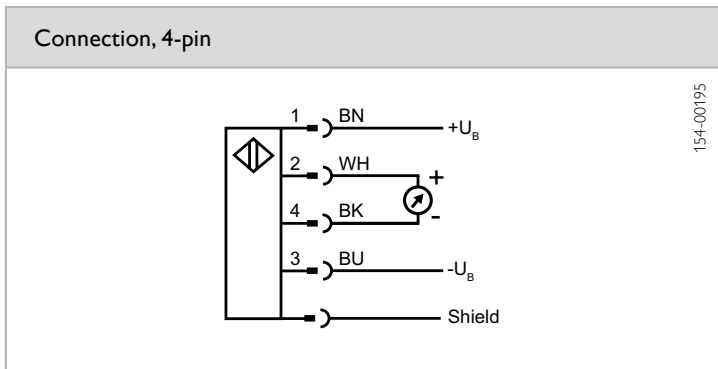 Connection, 4-pin
154-00195
1 BN +U_B
2 WH +
4 BK -
3 BU -U_B
Shield